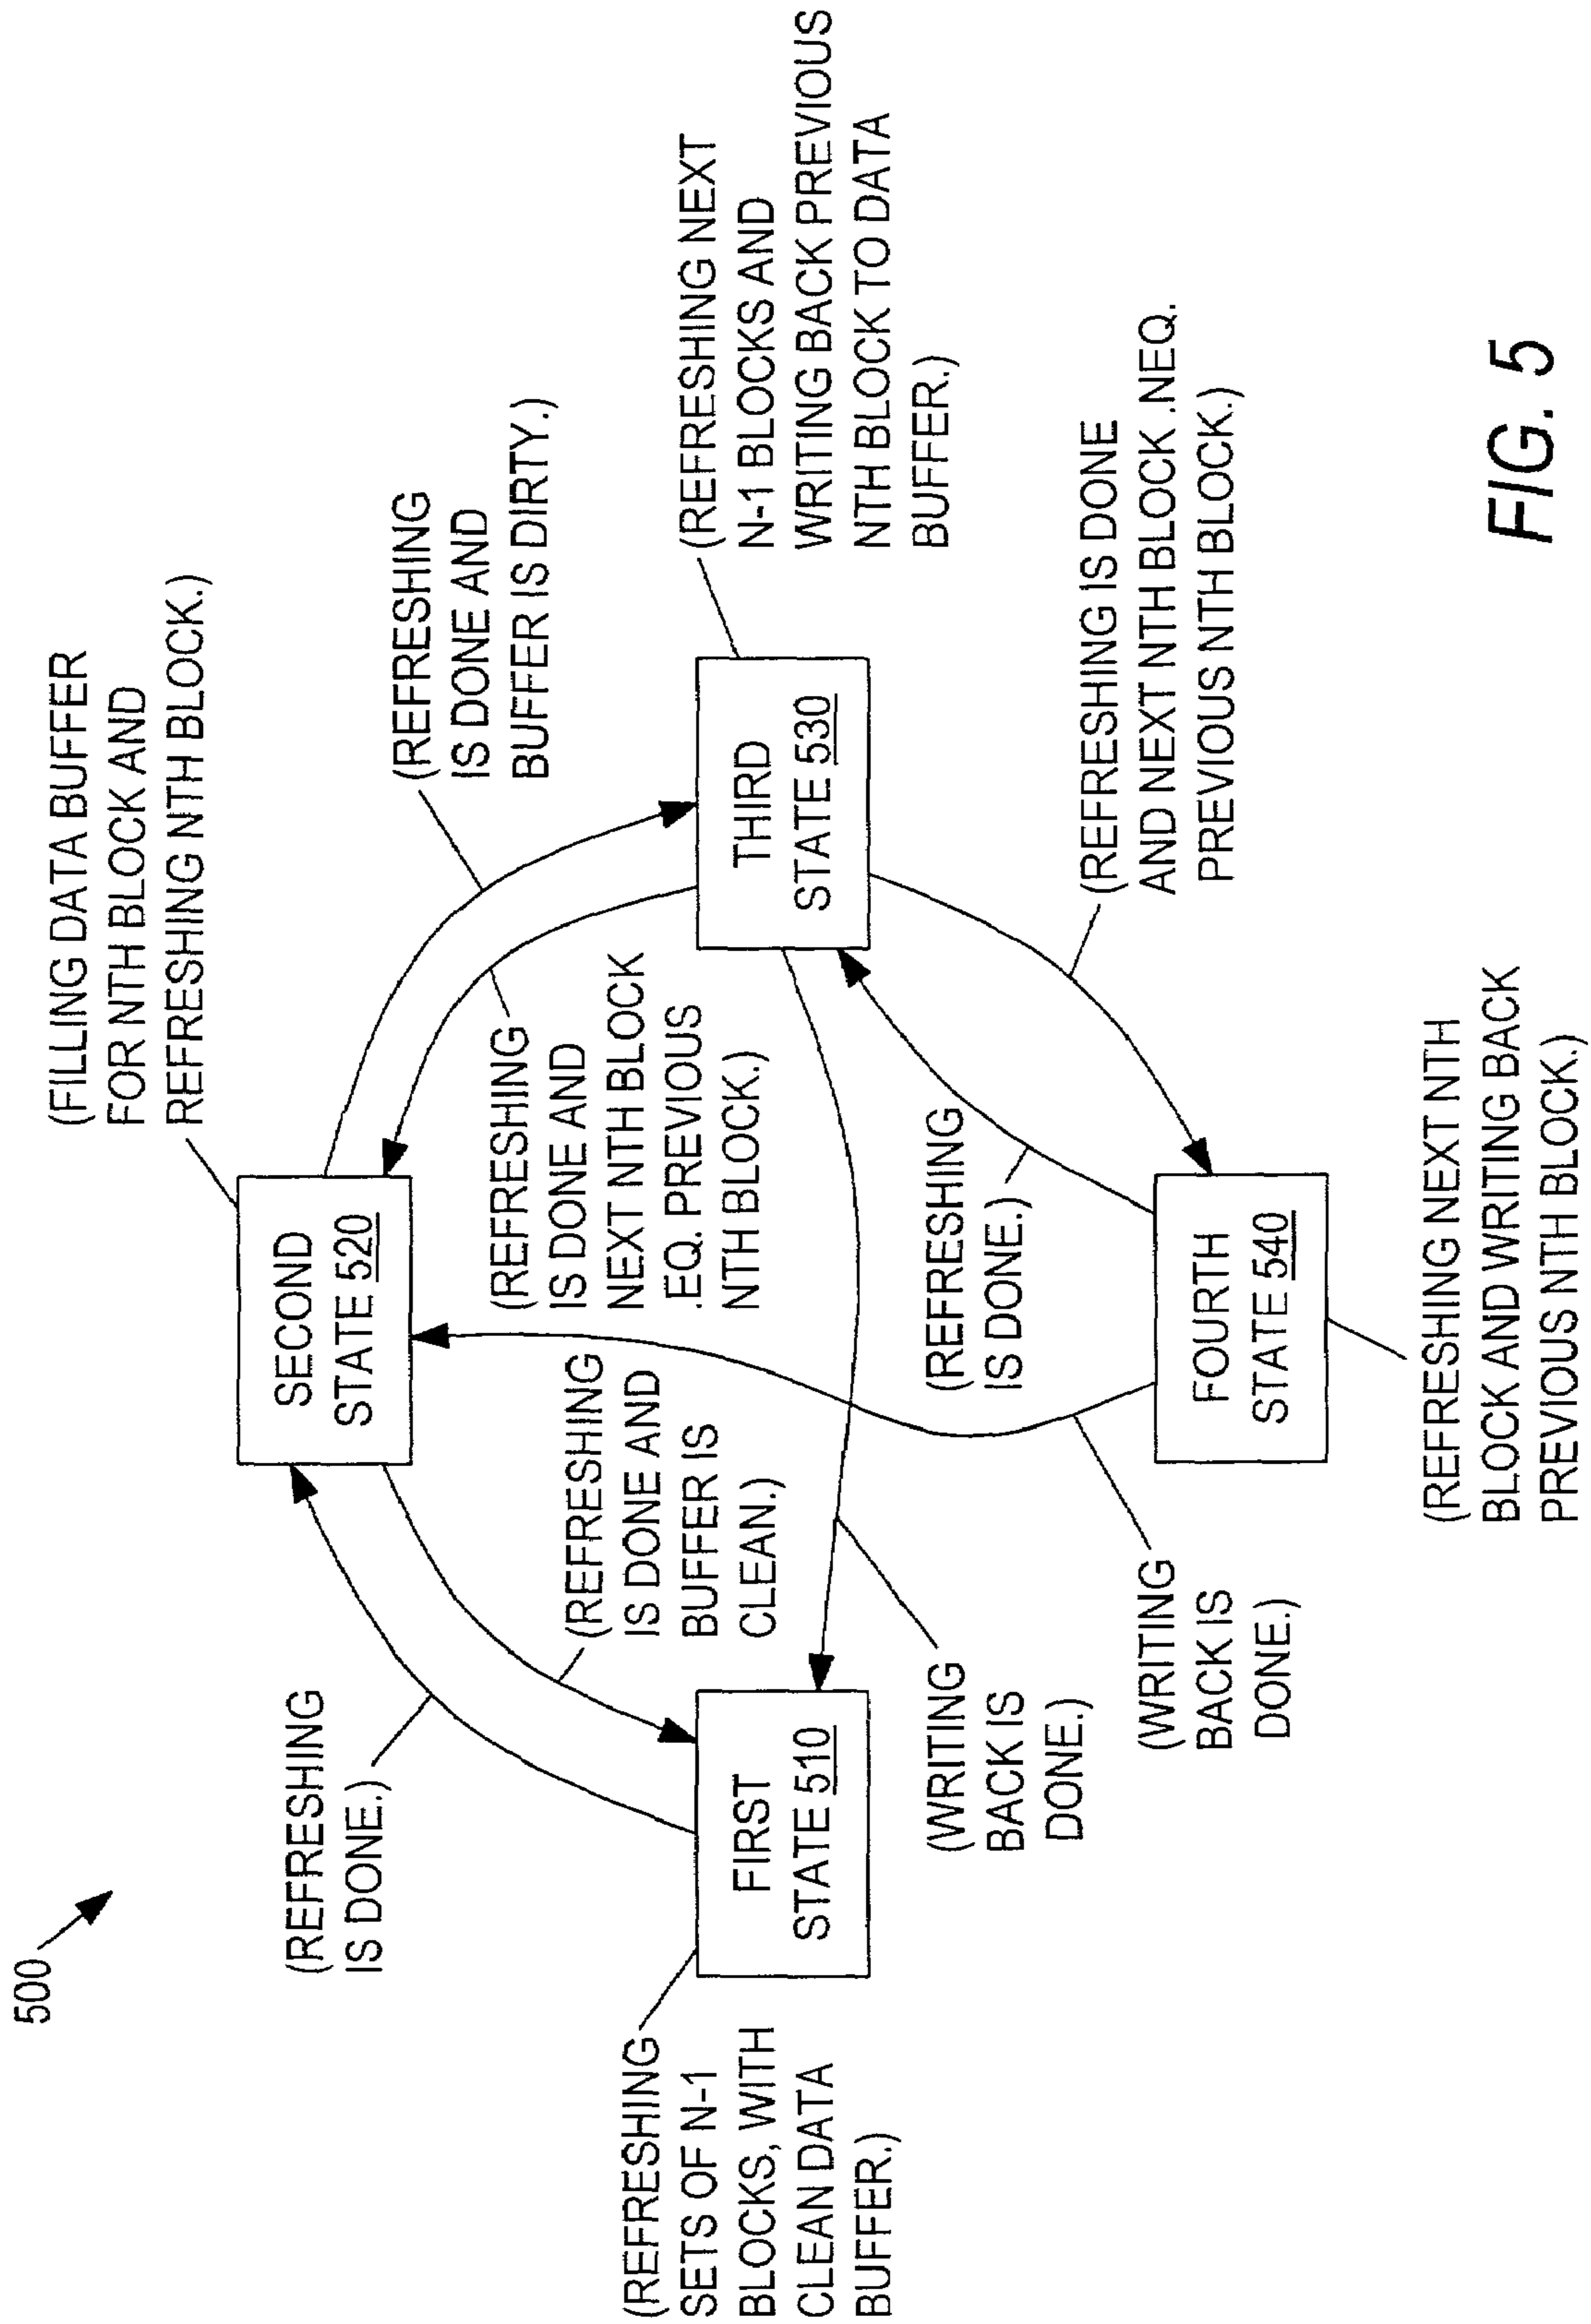 500
(FILLING DATA BUFFER
FOR NTH BLOCK AND
REFRESHING NTH BLOCK.)
SECOND
STATE 520
(REFRESHING
IS DONE.)
(REFRESHING
IS DONE AND
BUFFER IS DIRTY.)
(REFRESHING
IS DONE AND
NEXT NTH BLOCK
.EQ. PREVIOUS
NTH BLOCK.)
(REFRESHING
IS DONE AND
BUFFER IS
CLEAN.)
(REFRESHING
SETS OF N-1
BLOCKS, WITH
CLEAN DATA
BUFFER.)
FIRST
STATE 510
THIRD
STATE 530
(REFRESHING NEXT
N-1 BLOCKS AND
WRITING BACK PREVIOUS
NTH BLOCK TO DATA
BUFFER.)
(WRITING
BACK IS
DONE.)
(REFRESHING
IS DONE.)
(REFRESHING IS DONE
AND NEXT NTH BLOCK .NEQ.
PREVIOUS NTH BLOCK.)
(WRITING
BACK IS
DONE.)
FOURTH
STATE 540
(REFRESHING NEXT NTH
BLOCK AND WRITING BACK
PREVIOUS NTH BLOCK.)
FIG. 5